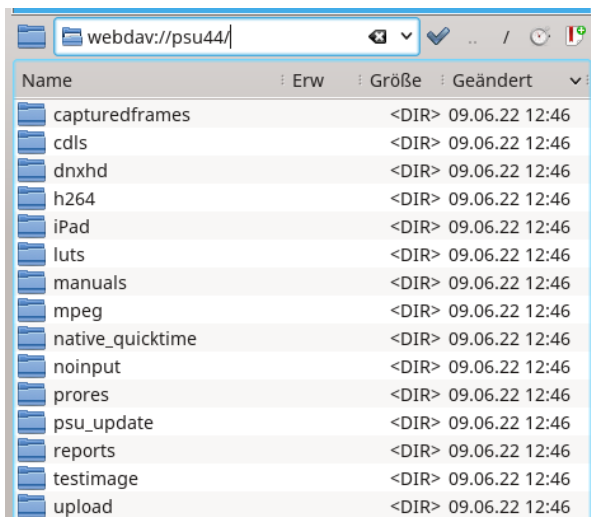 webdav://psu44/ .. /
Name Erw Größe Geändert
capturedframes <DIR> 09.06.22 12:46
cdls <DIR> 09.06.22 12:46
dnxhd <DIR> 09.06.22 12:46
h264 <DIR> 09.06.22 12:46
iPad <DIR> 09.06.22 12:46
luts <DIR> 09.06.22 12:46
manuals <DIR> 09.06.22 12:46
mpeg <DIR> 09.06.22 12:46
native_quicktime <DIR> 09.06.22 12:46
noinput <DIR> 09.06.22 12:46
prores <DIR> 09.06.22 12:46
psu_update <DIR> 09.06.22 12:46
reports <DIR> 09.06.22 12:46
testimage <DIR> 09.06.22 12:46
upload <DIR> 09.06.22 12:46